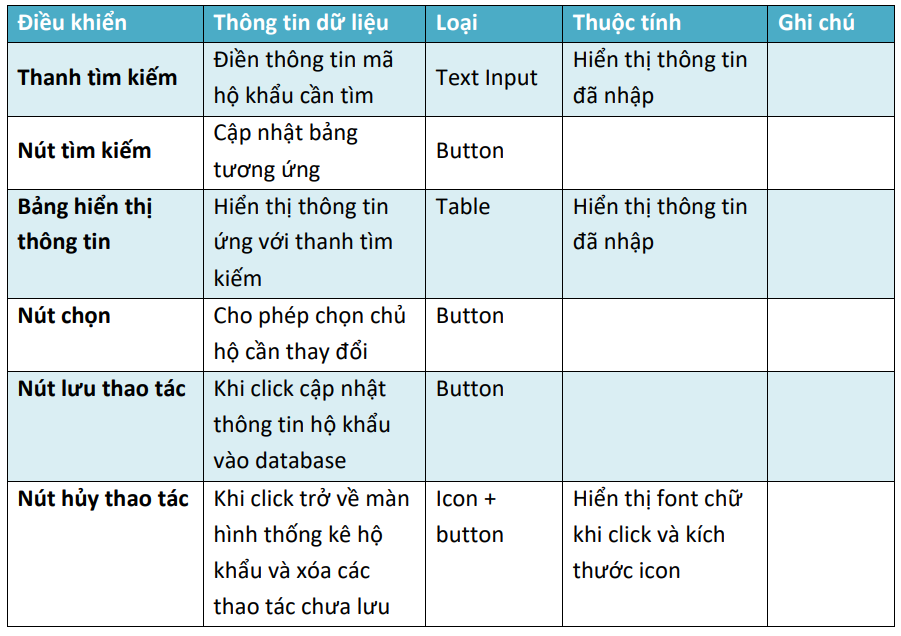 Điều khiển Thông tin dữ liệu Loại Thuộc tính Ghi chú
Thanh tìm kiếm
Điền thông tin mã
hộ khẩu cần tìm
Text Input
Hiển thị thông tin
đã nhập
Nút tìm kiếm
Cập nhật bảng
tương ứng
Button
Bảng hiển thị
thông tin
Hiển thị thông tin
ứng với thanh tìm
kiếm
Table
Hiển thị thông tin
đã nhập
Nút chọn
Cho phép chọn chủ
hộ cần thay đổi
Button
Nút lưu thao tác
Khi click cập nhật
thông tin hộ khẩu
vào database
Button
Nút hủy thao tác
Khi click trở về màn
hình thống kê hộ
khẩu và xóa các
thao tác chưa lưu
Icon +
button
Hiển thị font chữ
khi click và kích
thước icon